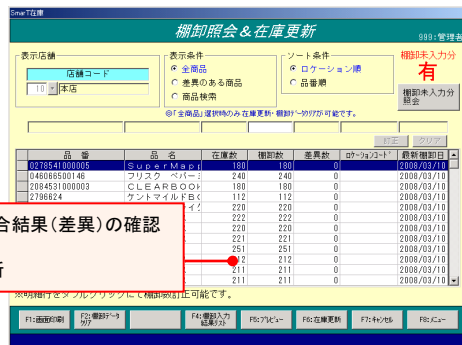 SmarT在庫
棚卸照会&在庫更新
999:管理者
表示店舗
店舗コード
10 本店
表示条件
全商品
差異のある商品
商品検索
ソート条件
ロケーション順
品番順
棚卸未入力分
有
棚卸未入力分
照会
◎「全商品」選択時のみ在庫更新・棚卸データクリアが可能です。
訂正 クリア
品 番 品 名 在庫数 棚卸数 差異数 ロケーションコード 最新棚卸日
0278541000005 SuperMapp 180 180 0 2008/03/10
046066500146 フリスク ペパーミ 240 240 0 2008/03/10
2084531000003 CLEARBOOK 180 180 0 2008/03/10
2796624 ケントマイルドBO 112 112 0 2008/03/10
220 220 0 2008/03/10
222 222 0 2008/03/10
220 220 0 2008/03/10
221 221 0 2008/03/10
251 251 0 2008/03/10
212 0 2008/03/10
211 211 0 2008/03/10
211 211 0 2008/03/10
合結果(差異)の確認
新
※明細行をダブルクリックにて棚卸数訂正可能です。
F1:画面印刷 F2:棚卸データクリア F4:棚卸入力結果リスト F5:プレビュー F6:在庫更新 F7:キャンセル F8:メニュー